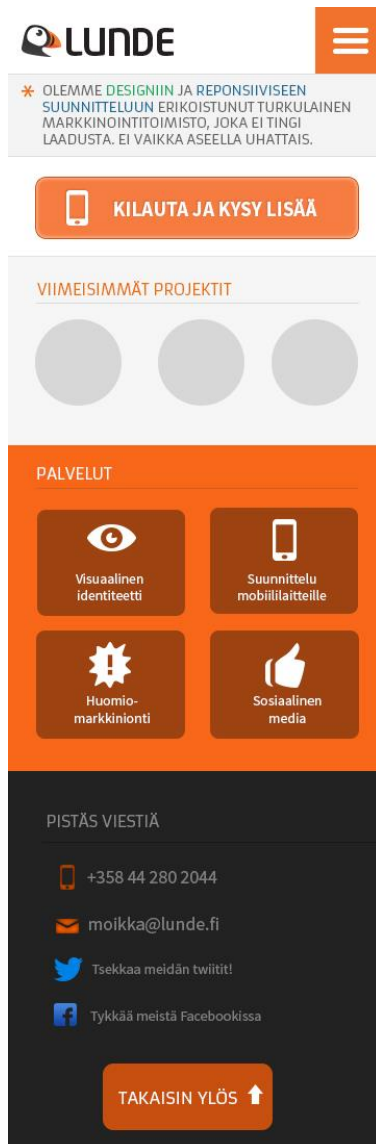 LUNDE
OLEMME DESIGNIIN JA REPONSIIVISEEN
SUUNNITTELUUN ERIKOISTUNUT TURKULAINEN
MARKKINOINTITOIMISTO, JOKA EI TINGI
LAADUSTA. EI VAIKKA ASEELLA UHATTAIS.
KILAUTA JA KYSY LISÄÄ
VIIMEISIMMÄT PROJEKTIT
PALVELUT
Visuaalinen
identiteetti
Suunnittelu
mobiililaitteille
Huomio-
markkinionti
Sosiaalinen
media
PISTÄS VIESTIÄ
+358 44 280 2044
moikka@lunde.fi
Tsekkaa meidän twiitit!
Tykkää meistä Facebookissa
TAKAISIN YLÖS